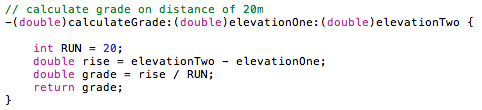 // calculate grade on distance of 20m
-(double)calculateGrade:(double)elevationOne:(double)elevationTwo {
int RUN = 20;
double rise = elevationTwo - elevationOne;
double grade = rise / RUN;
return grade;
}